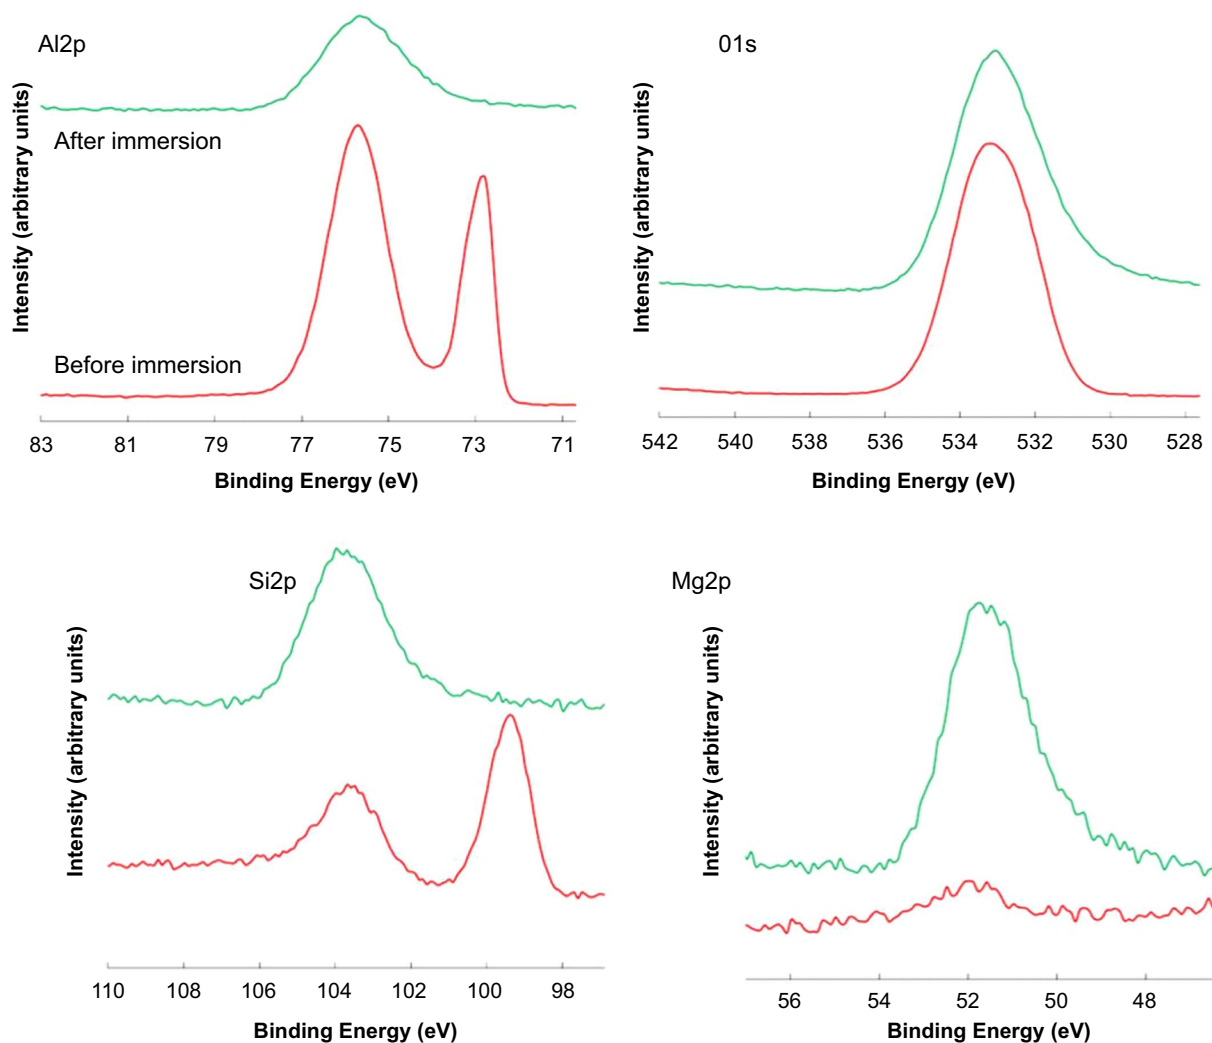 Al2p
After immersion
Before immersion
Intensity (arbitrary units)
83 81 79 77 75 73 71
Binding Energy (eV)
01s
Intensity (arbitrary units)
542 540 538 536 534 532 530 528
Binding Energy (eV)
Si2p
Intensity (arbitrary units)
110 108 106 104 102 100 98
Binding Energy (eV)
Mg2p
Intensity (arbitrary units)
56 54 52 50 48
Binding Energy (eV)